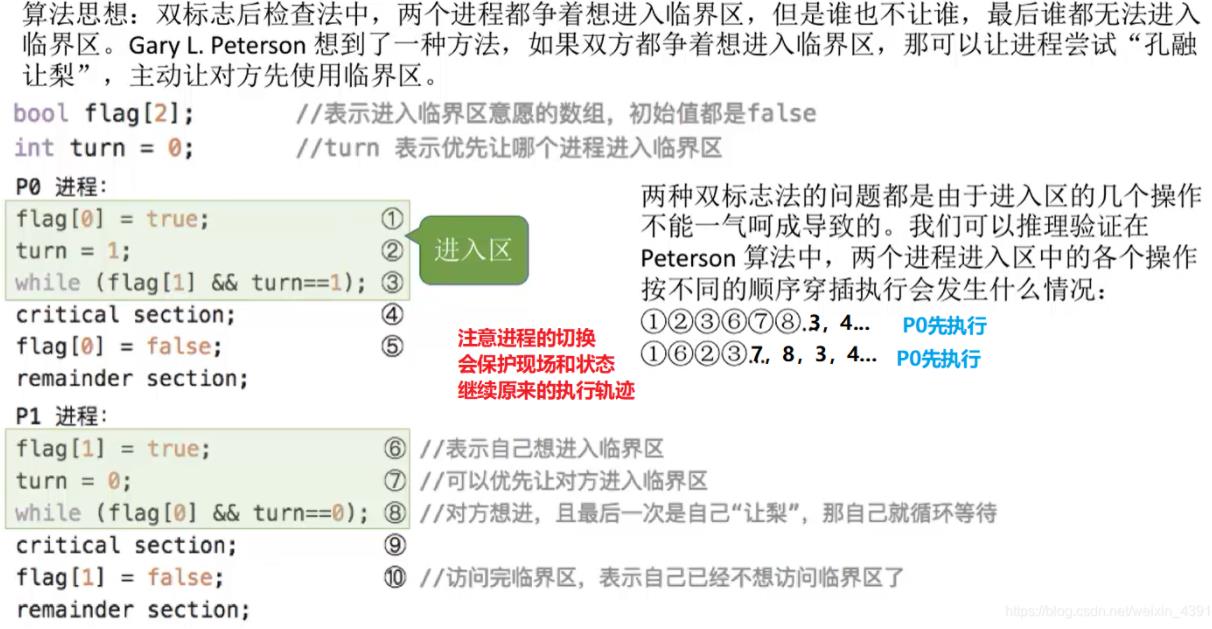 算法思想：双标志后检查法中，两个进程都争着想进入临界区，但是谁也不让谁，最后谁都无法进入
临界区。Gary L. Peterson 想到了一种方法，如果双方都争着想进入临界区，那可以让进程尝试“孔融
让梨”，主动让对方先使用临界区。
bool flag[2]; //表示进入临界区意愿的数组，初始值都是false
int turn = 0; //turn 表示优先让哪个进程进入临界区
P0 进程：
flag[0] = true; ①
turn = 1; ②
while (flag[1] && turn==1); ③
critical section; ④
flag[0] = false; ⑤
remainder section;
进入区
两种双标志法的问题都是由于进入区的几个操作
不能一气呵成导致的。我们可以推理验证在
Peterson 算法中，两个进程进入区中的各个操作
按不同的顺序穿插执行会发生什么情况：
①②③⑥⑦⑧.3，4... P0先执行
①⑥②③.7，8，3，4... P0先执行
注意进程的切换
会保护现场和状态
继续原来的执行轨迹
P1 进程：
flag[1] = true; ⑥ //表示自己想进入临界区
turn = 0; ⑦ //可以优先让对方进入临界区
while (flag[0] && turn==0); ⑧ //对方想进，且最后一次是自己“让梨”，那自己就循环等待
critical section; ⑨
flag[1] = false; ⑩ //访问完临界区，表示自己已经不想访问临界区了
remainder section;
https://blog.csdn.net/weixin_4391